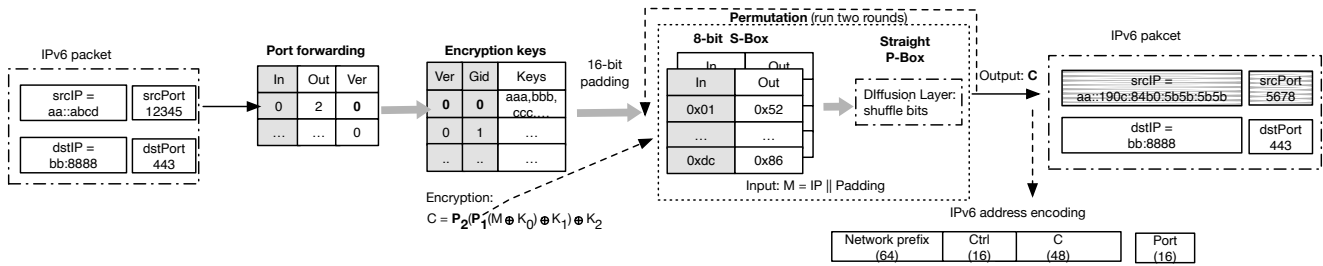 IPv6 packet
srcIP =
aa::abcd
srcPort
12345
dstIP =
bb:8888
dstPort
443
Port forwarding
In Out Ver
0 2 0
... ... 0
Encryption keys
Ver Gid Keys
0 0 aaa,bbb,
ccc....
0 1 ...
.. .. ...
Encryption:
C = P2(P1(M ⊕ K0) ⊕ K1) ⊕ K2
16-bit
padding
Permutation (run two rounds)
8-bit S-Box
In Out
In Out
0x01 0x52
... ...
0xdc 0x86
Straight
P-Box
DIffusion Layer:
shuffle bits
Input: M = IP || Padding
Output: C
IPv6 pakcet
srcIP =
aa::190c:84b0:5b5b:5b5b
srcPort
5678
dstIP =
bb:8888
dstPort
443
IPv6 address encoding
Network prefix
(64)
Ctrl
(16)
C
(48)
Port
(16)